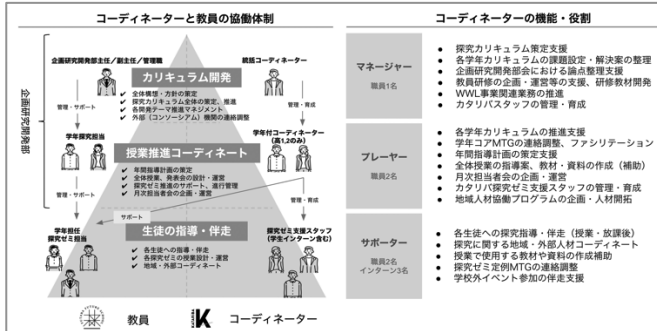 コーディネーターと教員の協働体制
企画研究開発部
企画研究開発部主任／副主任／管理職
統括コーディネーター
カリキュラム開発
✓ 全体構想・方針の策定
✓ 探究カリキュラム全体の策定、推進
✓ 各開発テーマ推進マネジメント
✓ 外部（コンソーシアム）機関の連絡調整
管理・サポート
管理・育成
学年探究担当
学年付コーディネーター
（高1,2のみ）
授業推進コーディネート
✓ 年間指導計画の策定
✓ 全体授業、発表会の設計・運営
✓ 探究ゼミ推進のサポート、進行管理
✓ 月次担当者会の企画・運営
管理・サポート
サポート
管理・育成
学年担任
探究ゼミ担当
探究ゼミ支援スタッフ
（学生インターン含む）
生徒の指導・伴走
✓ 各生徒への指導・伴走
✓ 各探究ゼミの授業設計・運営
✓ 地域・外部コーディネート
教員
K
コーディネーター
コーディネーターの機能・役割
マネージャー
職員1名
● 探究カリキュラム策定支援
● 各学年カリキュラムの課題設定・解決案の整理
● 企画研究開発部会における論点整理支援
● 教員研修の企画・運営等の支援、研修教材開発
● WWL事業関連業務の推進
● カタリバスタッフの管理・育成
プレーヤー
職員2名
● 各学年カリキュラムの推進支援
● 学年コアMTGの連絡調整、ファシリテーション
● 年間指導計画の策定支援
● 全体授業の指導案、教材・資料の作成（補助）
● 月次担当者会の企画・運営
● カタリバ探究ゼミ支援スタッフの管理・育成
● 地域人材協働プログラムの企画・人材開拓
サポーター
職員2名
インターン3名
● 各生徒への探究指導・伴走（授業・放課後）
● 探究に関する地域・外部人材コーディネート
● 授業で使用する教材や資料の作成補助
● 探究ゼミ定例MTGの連絡調整
● 学校外イベント参加の伴走支援